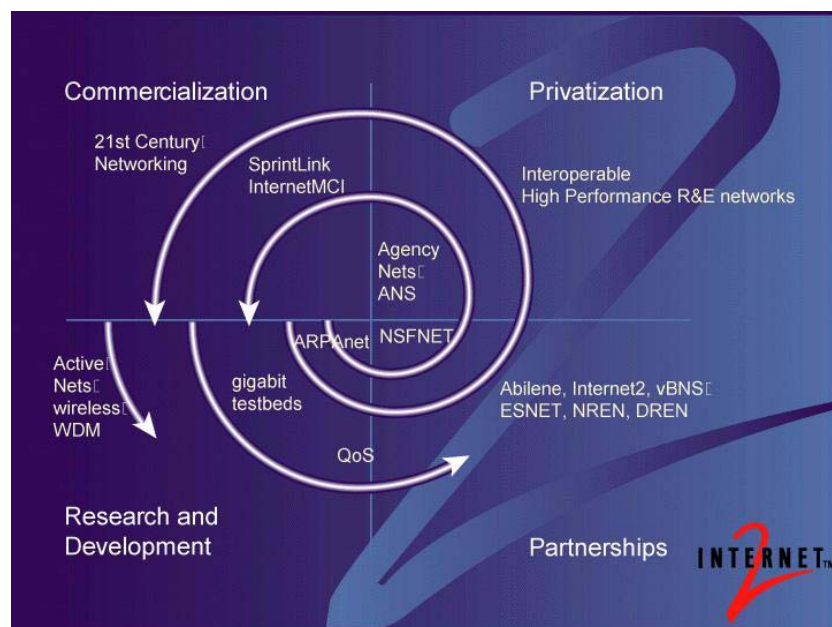 Commercialization
Privatization
21st Century
Networking
SprintLink
InternetMCI
Interoperable
High Performance R&E networks
Agency
Nets
ANS
ARPAnet
NSFNET
Active
Nets
wireless
WDM
gigabit
testbeds
Abilene, Internet2, vBNS
ESNET, NREN, DREN
QoS
Research and
Development
Partnerships
INTERNET
2
TM